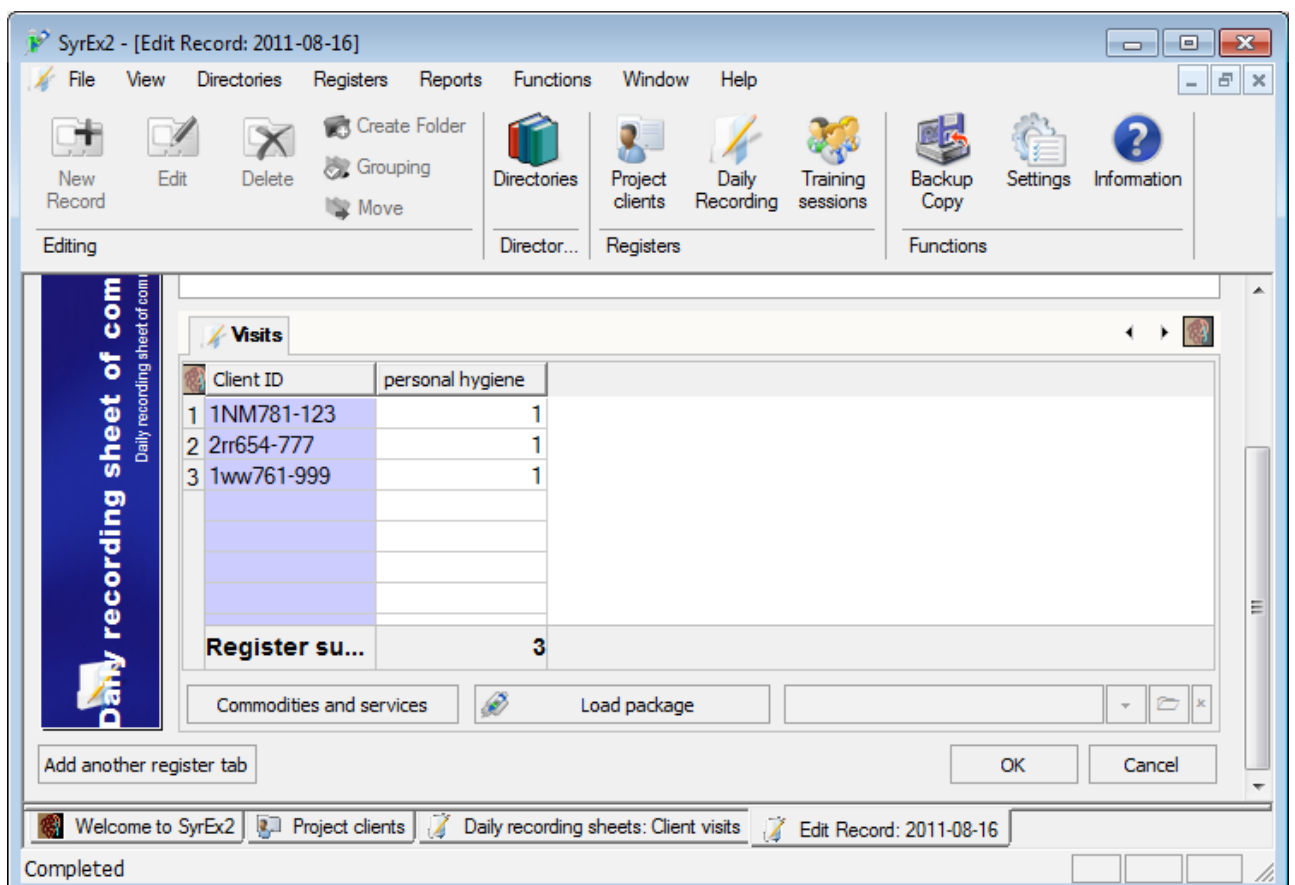 SyrEx2 - [Edit Record: 2011-08-16]
File View Directories Registers Reports Functions Window Help
New Record
Edit
Delete
Create Folder
Grouping
Move
Directories
Project clients
Daily Recording
Training sessions
Backup Copy
Settings
Information
Editing
Director...
Registers
Functions
Daily recording sheet of com
Daily recording sheet of com
Visits
Client ID personal hygiene
1 1NM781-123 1
2 2rr654-777 1
3 1ww761-999 1
Register su... 3
Commodities and services
Load package
Add another register tab
OK
Cancel
Welcome to SyrEx2
Project clients
Daily recording sheets: Client visits
Edit Record: 2011-08-16
Completed